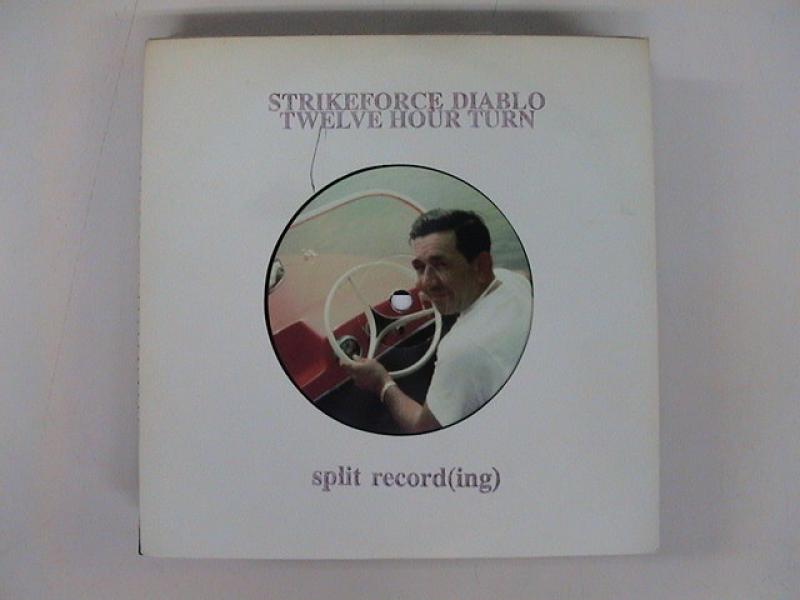 STRIKEFORCE DIABLO
TWELVE HOUR TURN
split record(ing)